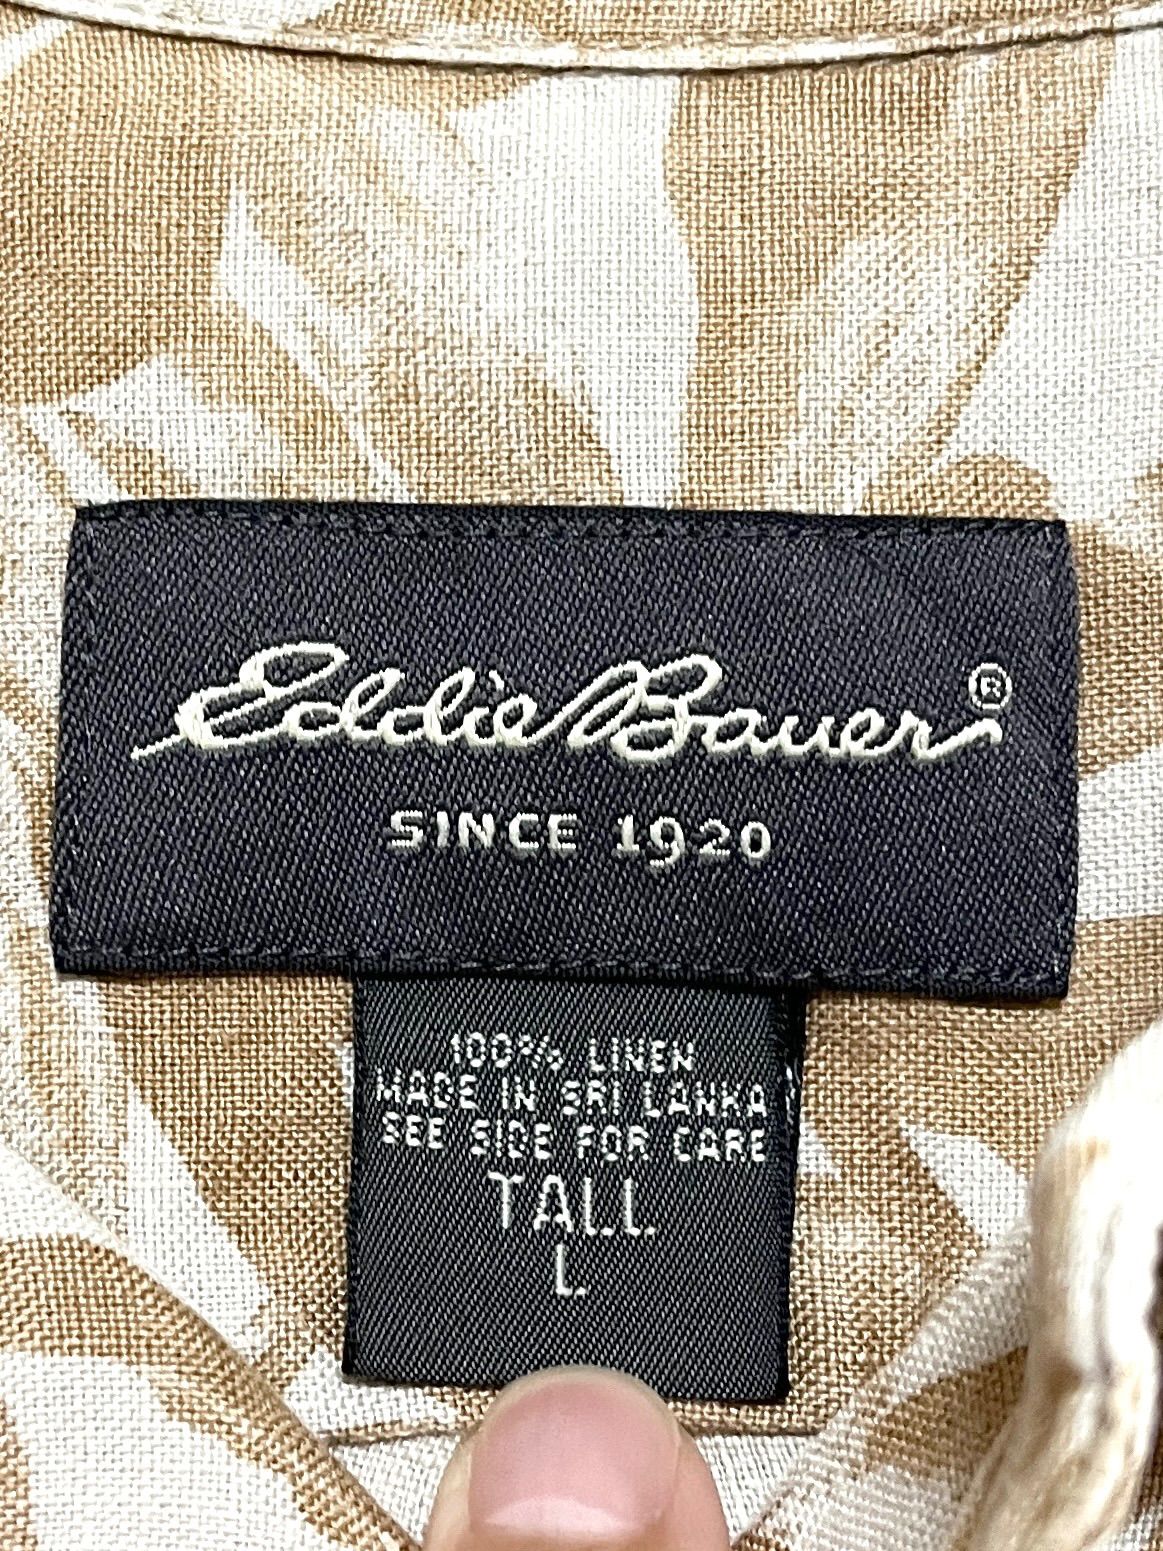 Eddie Bauer®
SINCE 1920
100% LINEN
MADE IN SRI LANKA
SEE SIDE FOR CARE
TALL
L